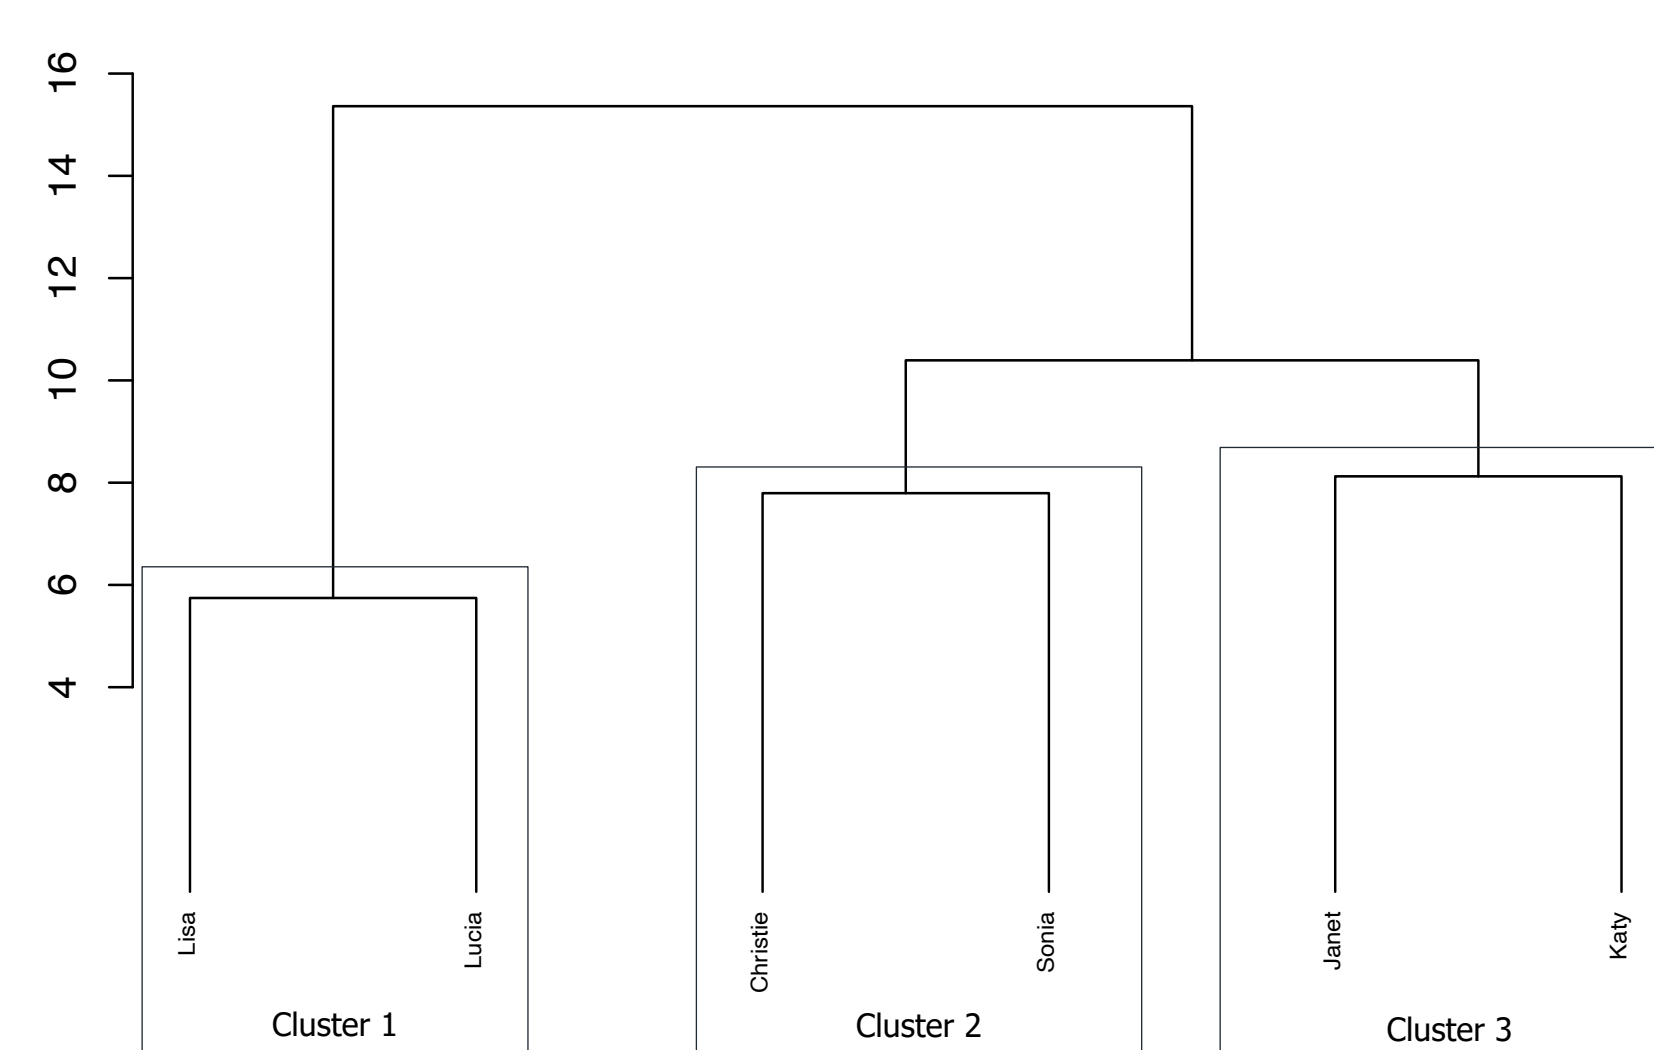 16
14
12
10
8
6
4
Lisa
Lucia
Christie
Sonia
Janet
Katy
Cluster 1
Cluster 2
Cluster 3